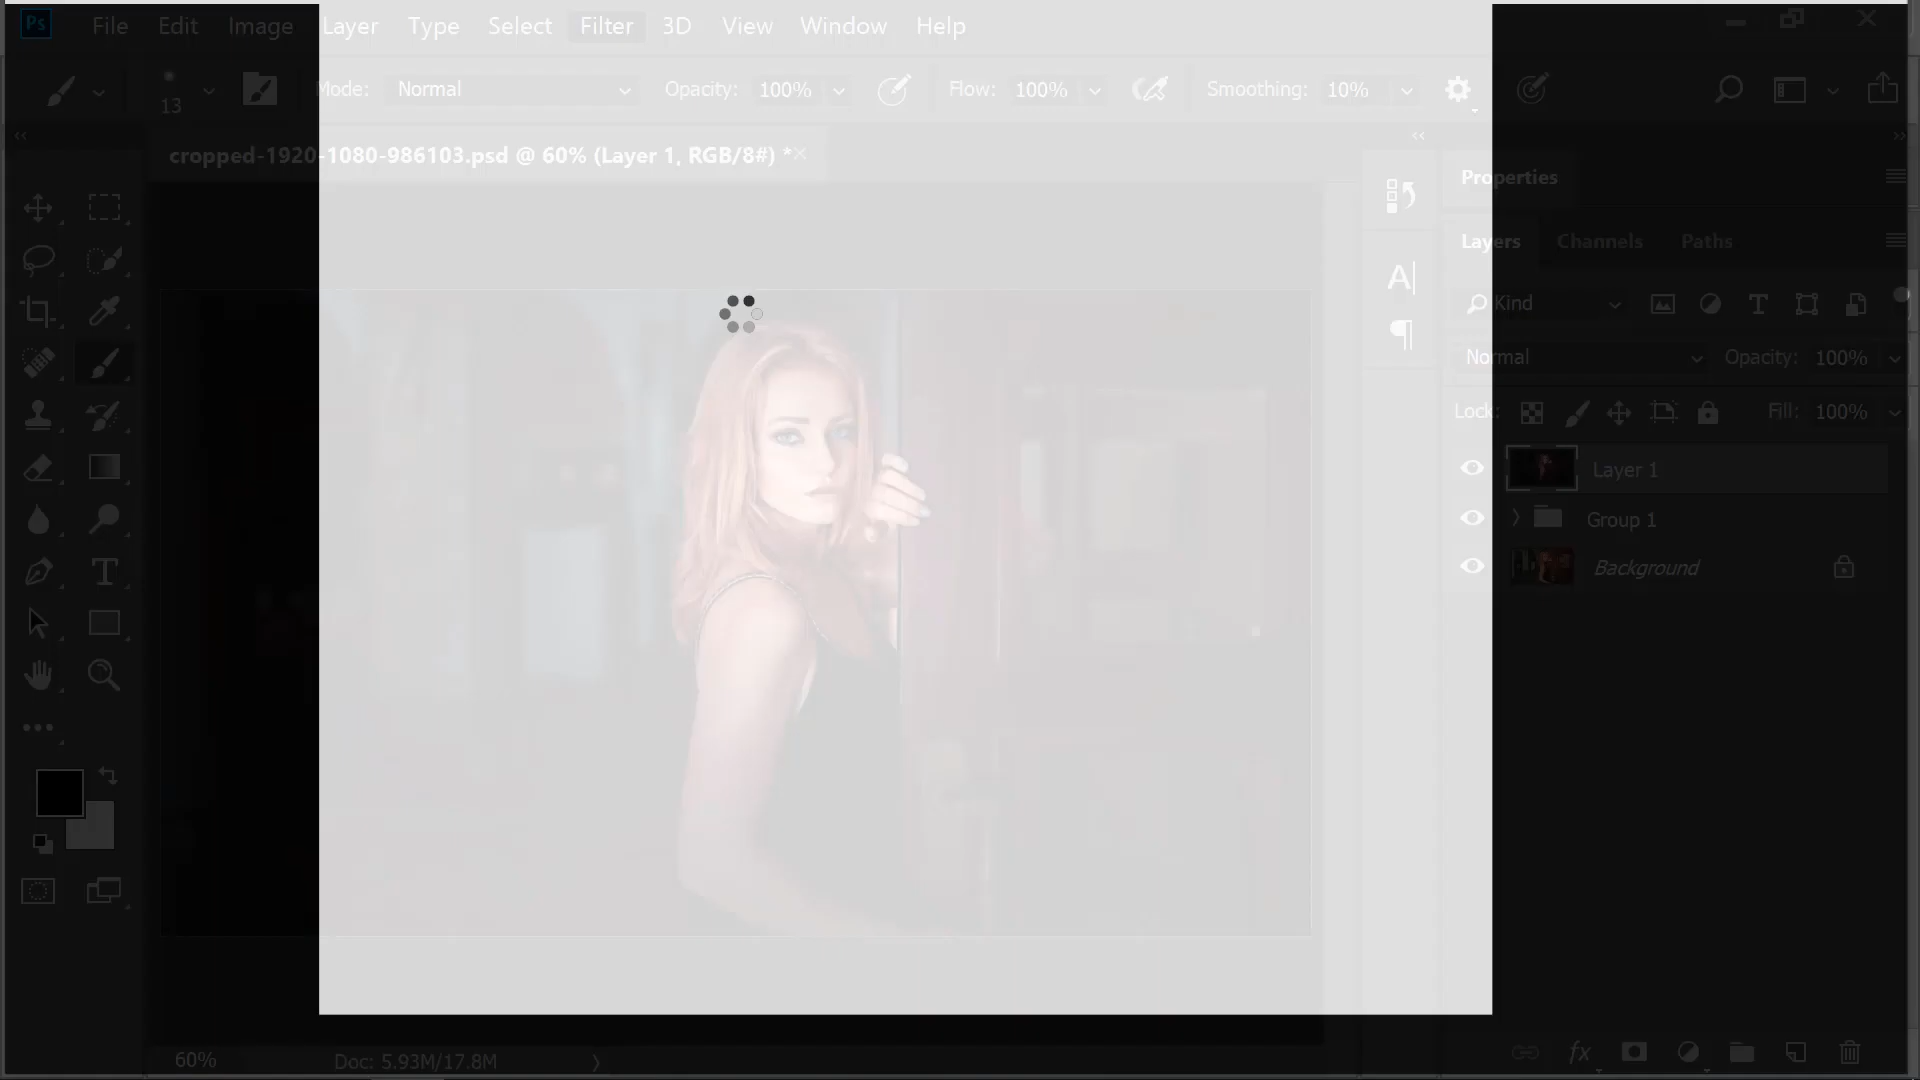 Ps File Edit Image Layer Type Select Filter 3D View Window Help
13 Mode: Normal Opacity: 100% Flow: 100% Smoothing: 10%
cropped-1920-1080-986103.psd @ 60% (Layer 1, RGB/8#) *
Properties
Layers Channels Paths
Kind
Normal Opacity: 100%
Lock: Fill: 100%
Layer 1
Group 1
Background
60% Doc: 5.93M/17.8M
fx